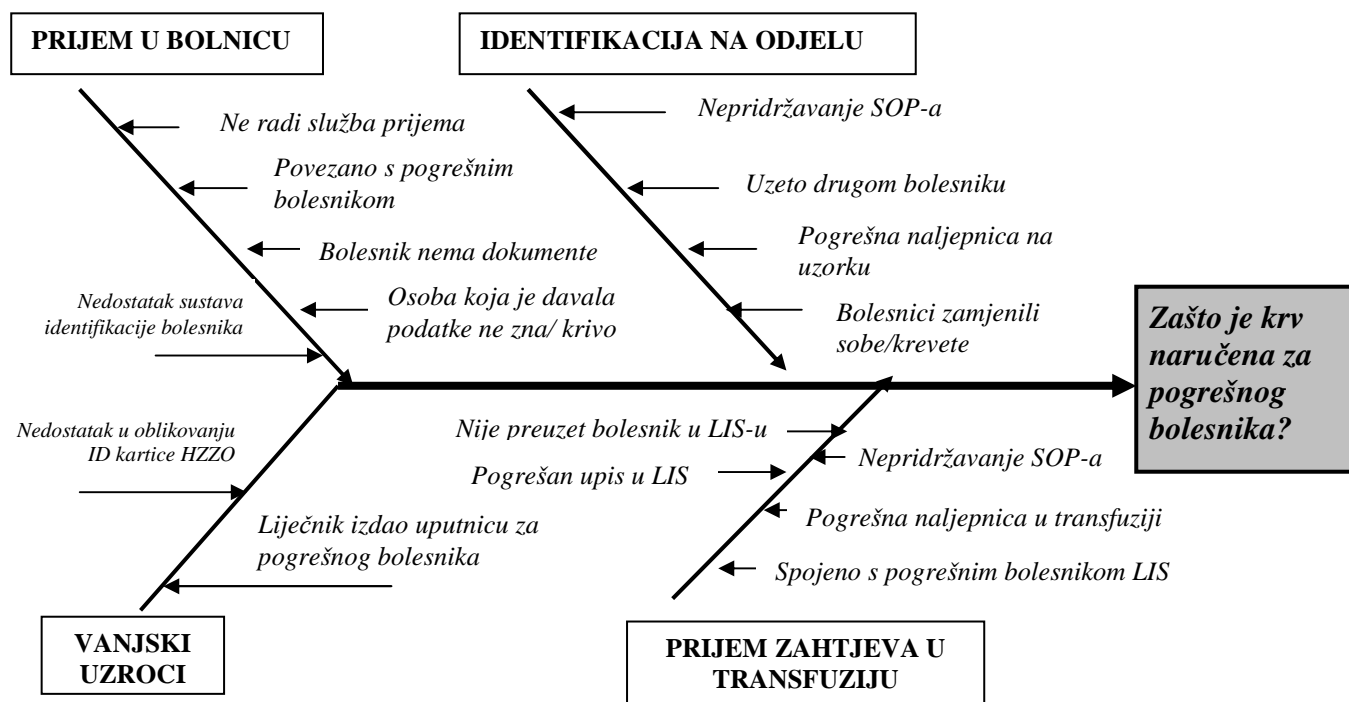 PRIJEM U BOLNICU
Ne radi služba prijema
Povezano s pogrešnim
bolesnikom
Bolesnik nema dokumente
Osoba koja je davala
podatke ne zna/ krivo
Nedostatak sustava
identifikacije bolesnika
IDENTIFIKACIJA NA ODJELU
Nepridržavanje SOP-a
Uzeto drugom bolesniku
Pogrešna naljepnica na
uzorku
Bolesnici zamjenili
sobe/krevete
Zašto je krv
naručena za
pogrešnog
bolesnika?
Nedostatak u oblikovanju
ID kartice HZZO
Liječnik izdao uputnicu za
pogrešnog bolesnika
VANJSKI
UZROCI
Nije preuzet bolesnik u LIS-u
Nepridržavanje SOP-a
Pogrešan upis u LIS
Pogrešna naljepnica u transfuziji
Spojeno s pogrešnim bolesnikom LIS
PRIJEM ZAHTJEVA U
TRANSFUZIJU